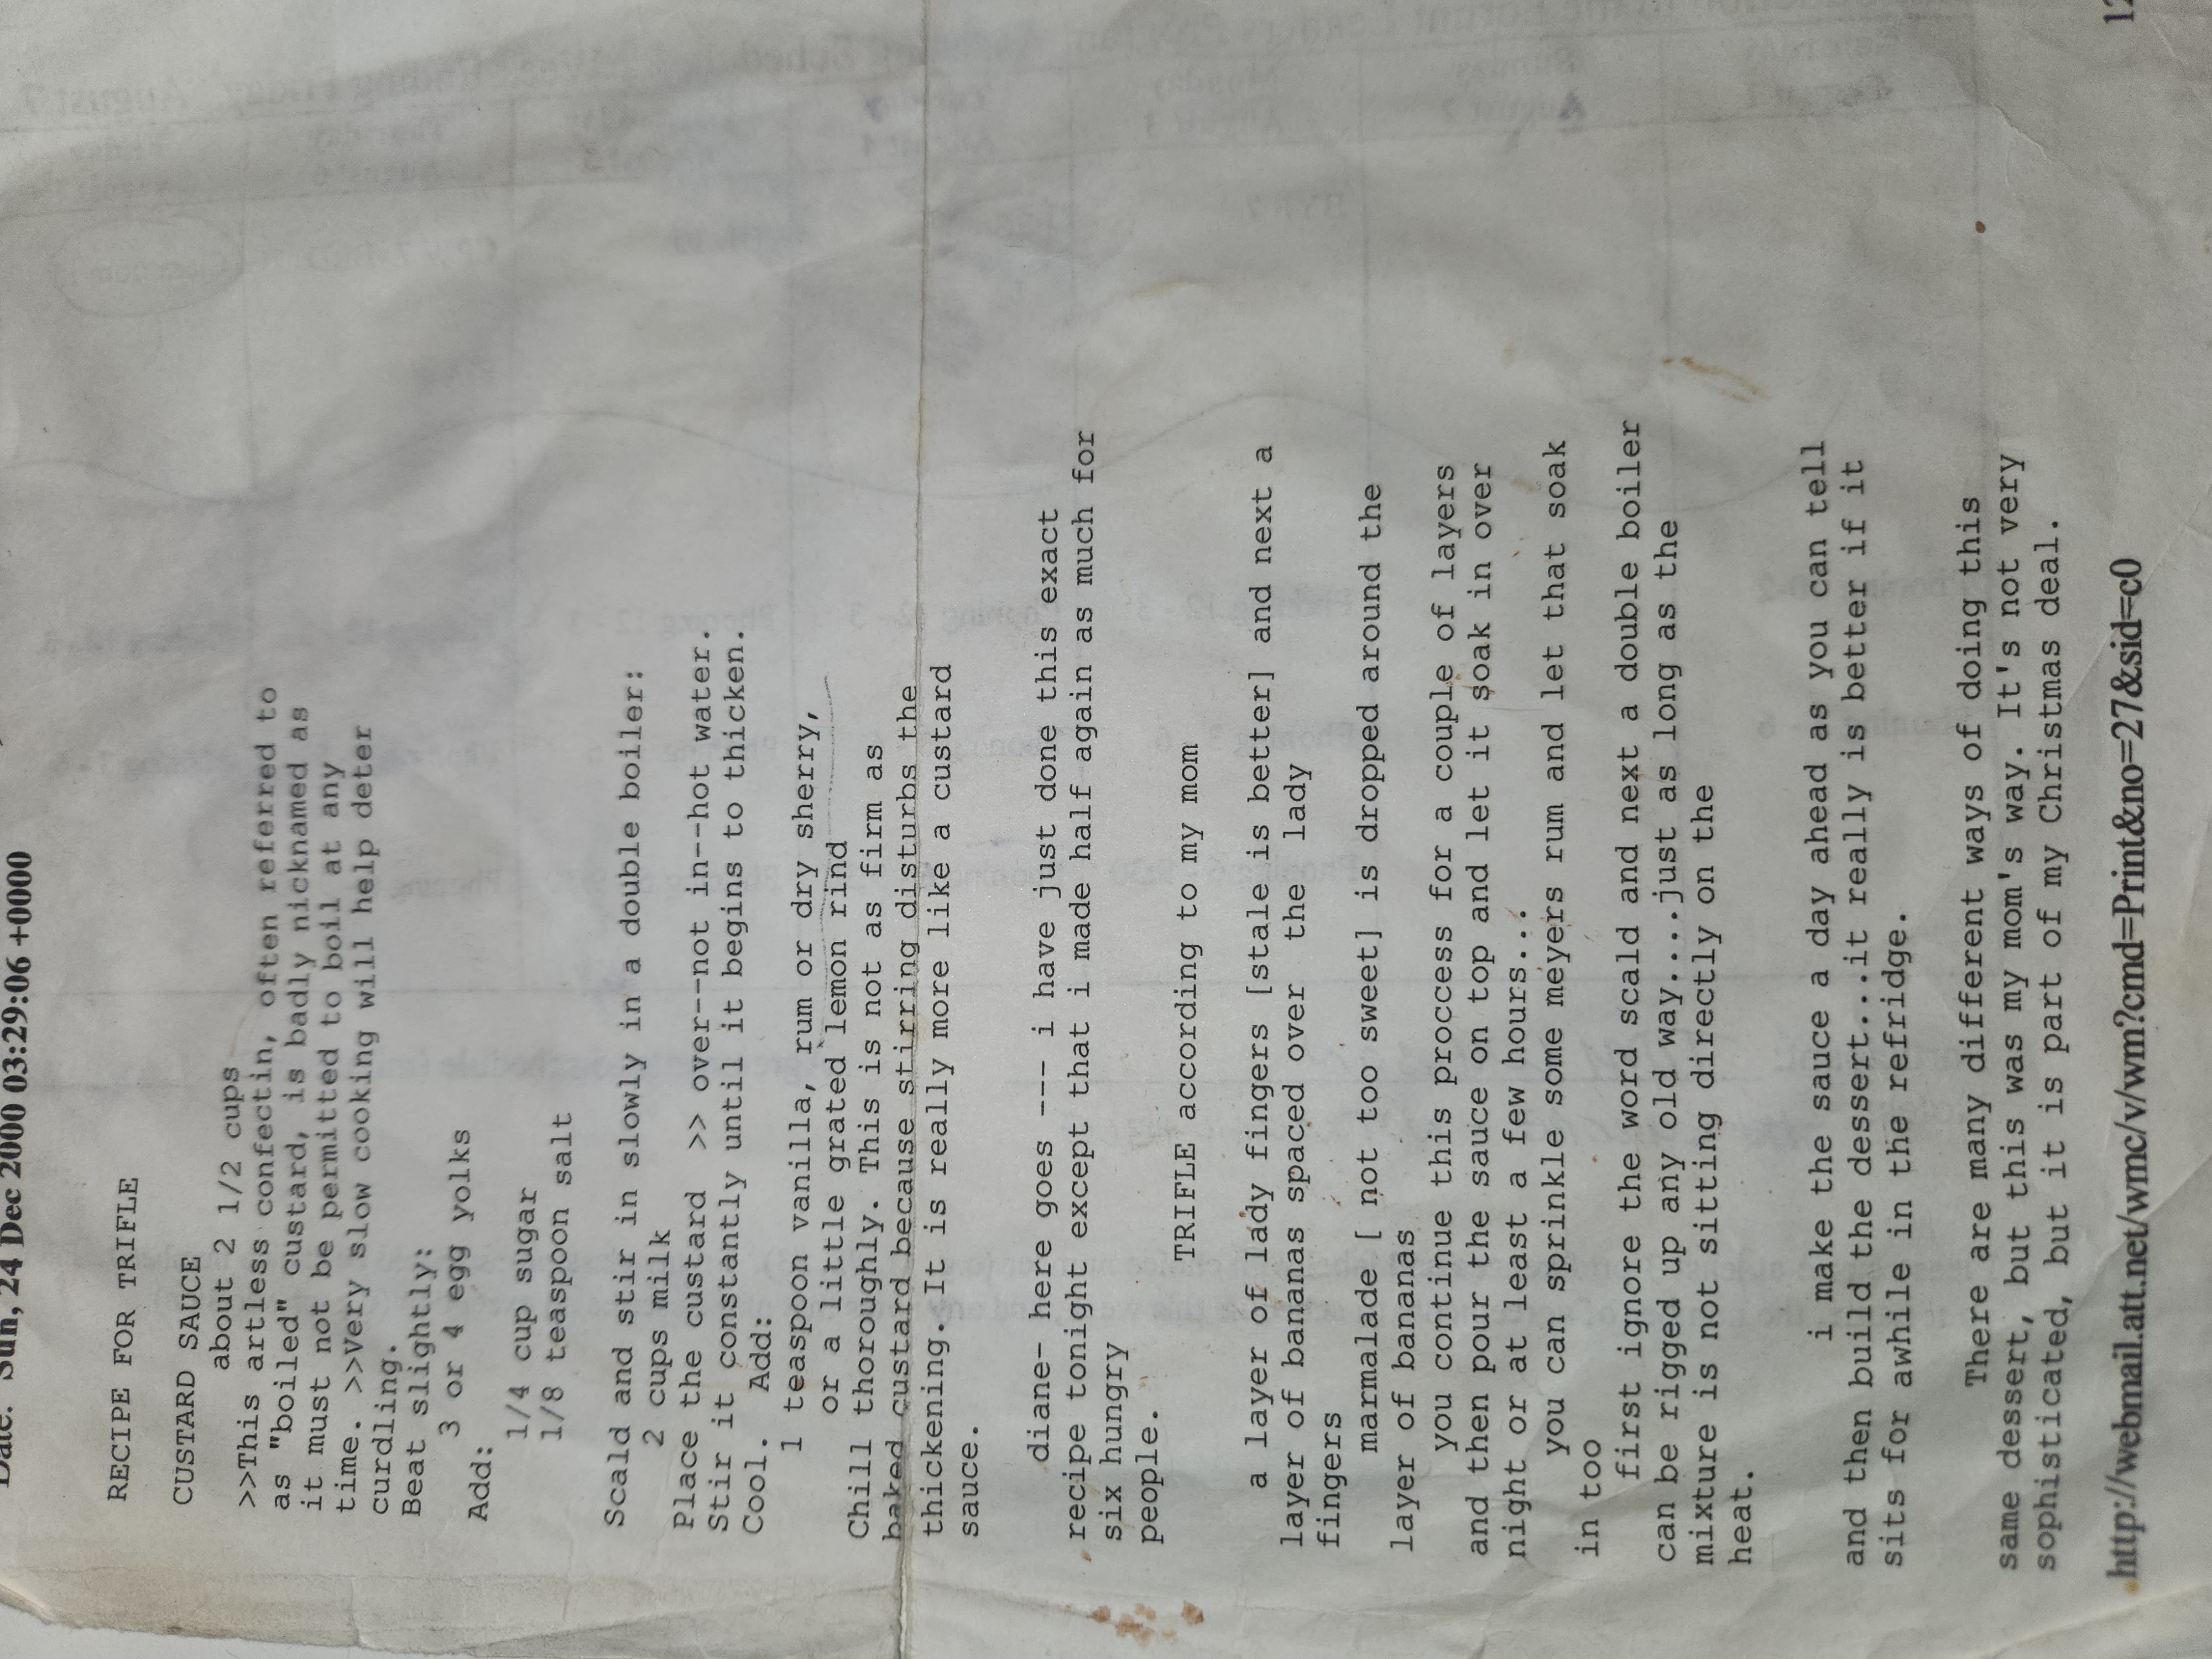 Date: Sun, 24 Dec 2000 03:29:06 +0000
RECIPE FOR TRIFLE
CUSTARD SAUCE
about 2 1/2 cups
>>This artless confectin, often referred to
as "boiled" custard, is badly nicknamed as
it must not be permitted to boil at any
time. >>Very slow cooking will help deter
curdling.
Beat slightly:
3 or 4 egg yolks
Add:
1/4 cup sugar
1/8 teaspoon salt
Scald and stir in slowly in a double boiler:
2 cups milk
Place the custard >> over--not in--hot water.
Stir it constantly until it begins to thicken.
Cool. Add:
1 teaspoon vanilla, rum or dry sherry,
or a little grated lemon rind
Chill thoroughly. This is not as firm as
baked custard because stirring disturbs the
thickening. It is really more like a custard
sauce.
diane- here goes --- i have just done this exact
recipe tonight except that i made half again as much for
six hungry
people.
TRIFLE according to my mom
a layer of lady fingers [stale is better] and next a
layer of bananas spaced over the lady
fingers
marmalade [ not too sweet] is dropped around the
layer of bananas
you continue this proccess for a couple of layers
and then pour the sauce on top and let it soak in over
night or at least a few hours...
you can sprinkle some meyers rum and let that soak
in too
first ignore the word scald and next a double boiler
can be rigged up any old way....just as long as the
mixture is not sitting directly on the
heat.
i make the sauce a day ahead as you can tell
and then build the dessert...it really is better if it
sits for awhile in the refridge.
There are many different ways of doing this
same dessert, but this was my mom's way. It's not very
sophisticated, but it is part of my Christmas deal.
http://webmail.att.net/wmc/v/wm?cmd=Print&no=27&sid=c0